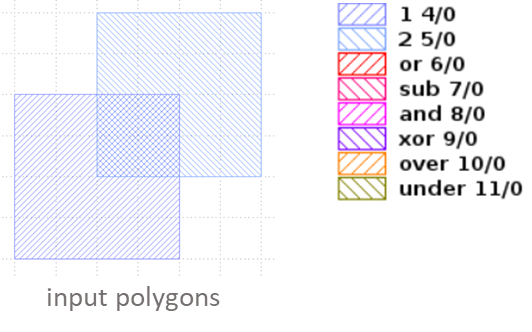 1 4/0
2 5/0
or 6/0
sub 7/0
and 8/0
xor 9/0
over 10/0
under 11/0
input polygons